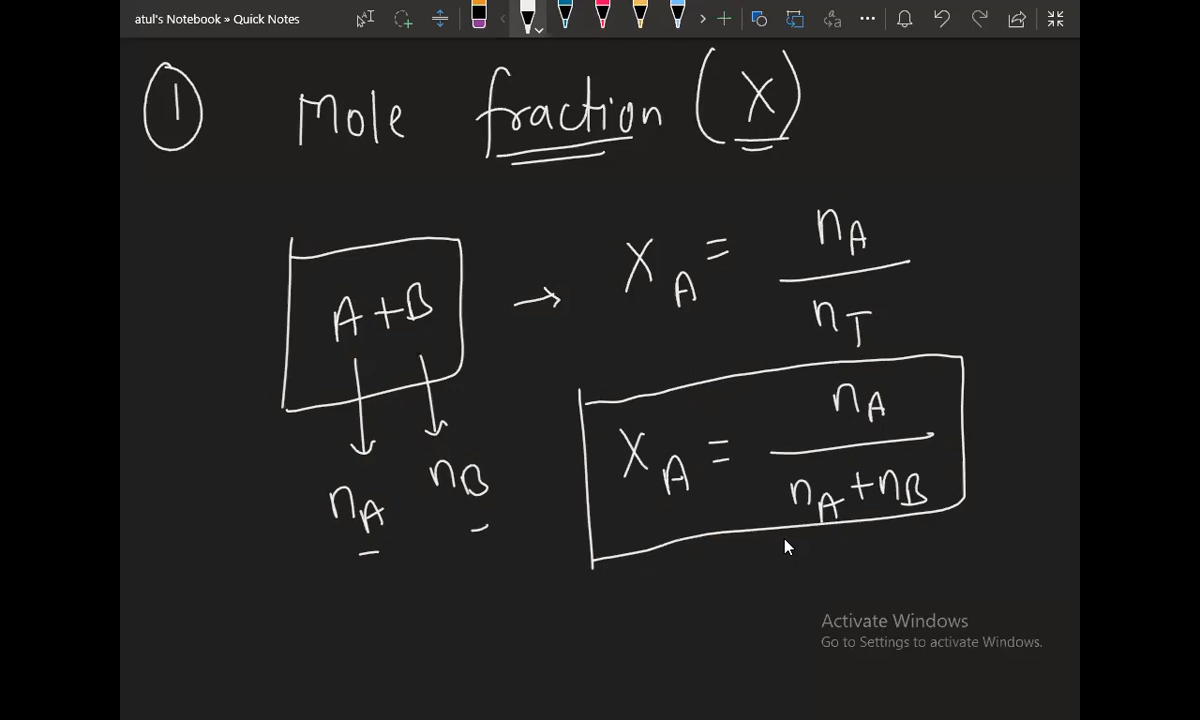 atul's Notebook » Quick Notes
① Mole fraction (X)
A + B → X_A = n_A / n_T
n_A n_B
X_A = n_A / n_A + n_B
Activate Windows
Go to Settings to activate Windows.